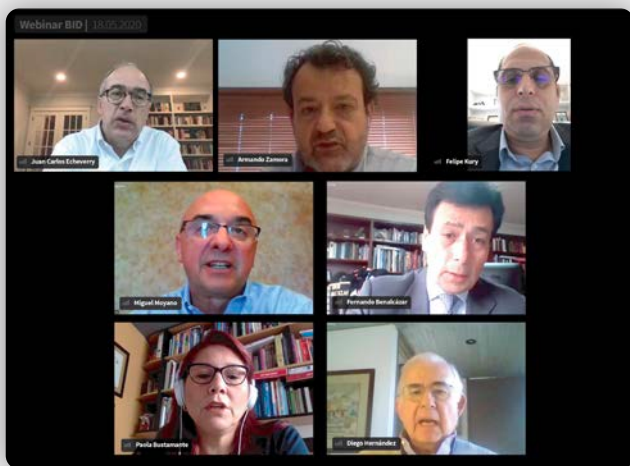 Webinar BID | 18.05.2020
Juan Carlos Echeverry
Armando Zamora
Felipe Kury
Miguel Moyano
Fernando Benalcázar
Paola Bustamante
Diego Hernández